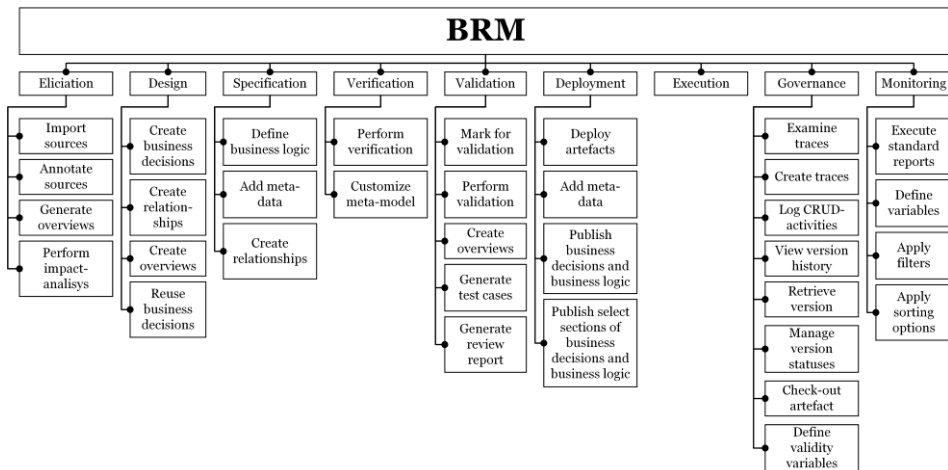 BRM
Eliciation
Design
Specification
Verification
Validation
Deployment
Execution
Governance
Monitoring
Import
sources
Annotate
sources
Generate
overviews
Perform
impact-
analisys
Create
business
decisions
Create
relation-
ships
Create
overviews
Reuse
business
decisions
Define
business logic
Add meta-
data
Create
relationships
Perform
verification
Customize
meta-model
Mark for
validation
Perform
validation
Create
overviews
Generate
test cases
Generate
review
report
Deploy
artefacts
Add meta-
data
Publish
business
decisions and
business logic
Publish select
sections of
business
decisions and
business logic
Examine
traces
Create traces
Log CRUD-
activities
View version
history
Retrieve
version
Manage
version
statuses
Check-out
artefact
Define
validity
variables
Execute
standard
reports
Define
variables
Apply
filters
Apply
sorting
options